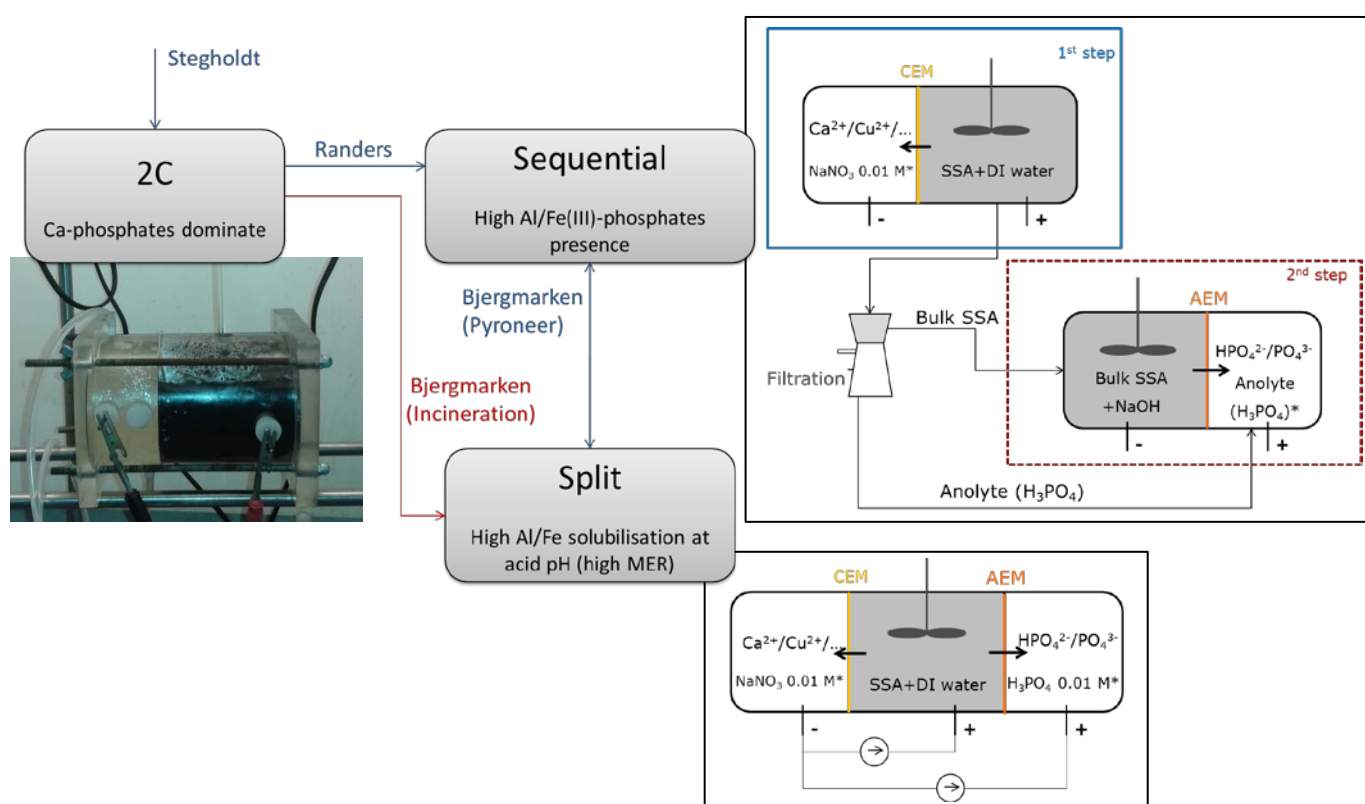 Stegholdt
2C
Ca-phosphates dominate
Randers
Sequential
High Al/Fe(III)-phosphates
presence
Bjergmarken
(Pyroneer)
Bjergmarken
(Incineration)
Split
High Al/Fe solubilisation at
acid pH (high MER)
1st step
CEM
Ca²⁺/Cu²⁺/...
NaNO₃ 0.01 M*
SSA+DI water
-
+
Filtration
Bulk SSA
2nd step
AEM
Bulk SSA
+NaOH
HPO₄²⁻/PO₄³⁻
Anolyte
(H₃PO₄)*
-
+
Anolyte (H₃PO₄)
CEM
AEM
Ca²⁺/Cu²⁺/...
NaNO₃ 0.01 M*
SSA+DI water
HPO₄²⁻/PO₄³⁻
H₃PO₄ 0.01 M*
-
+
+